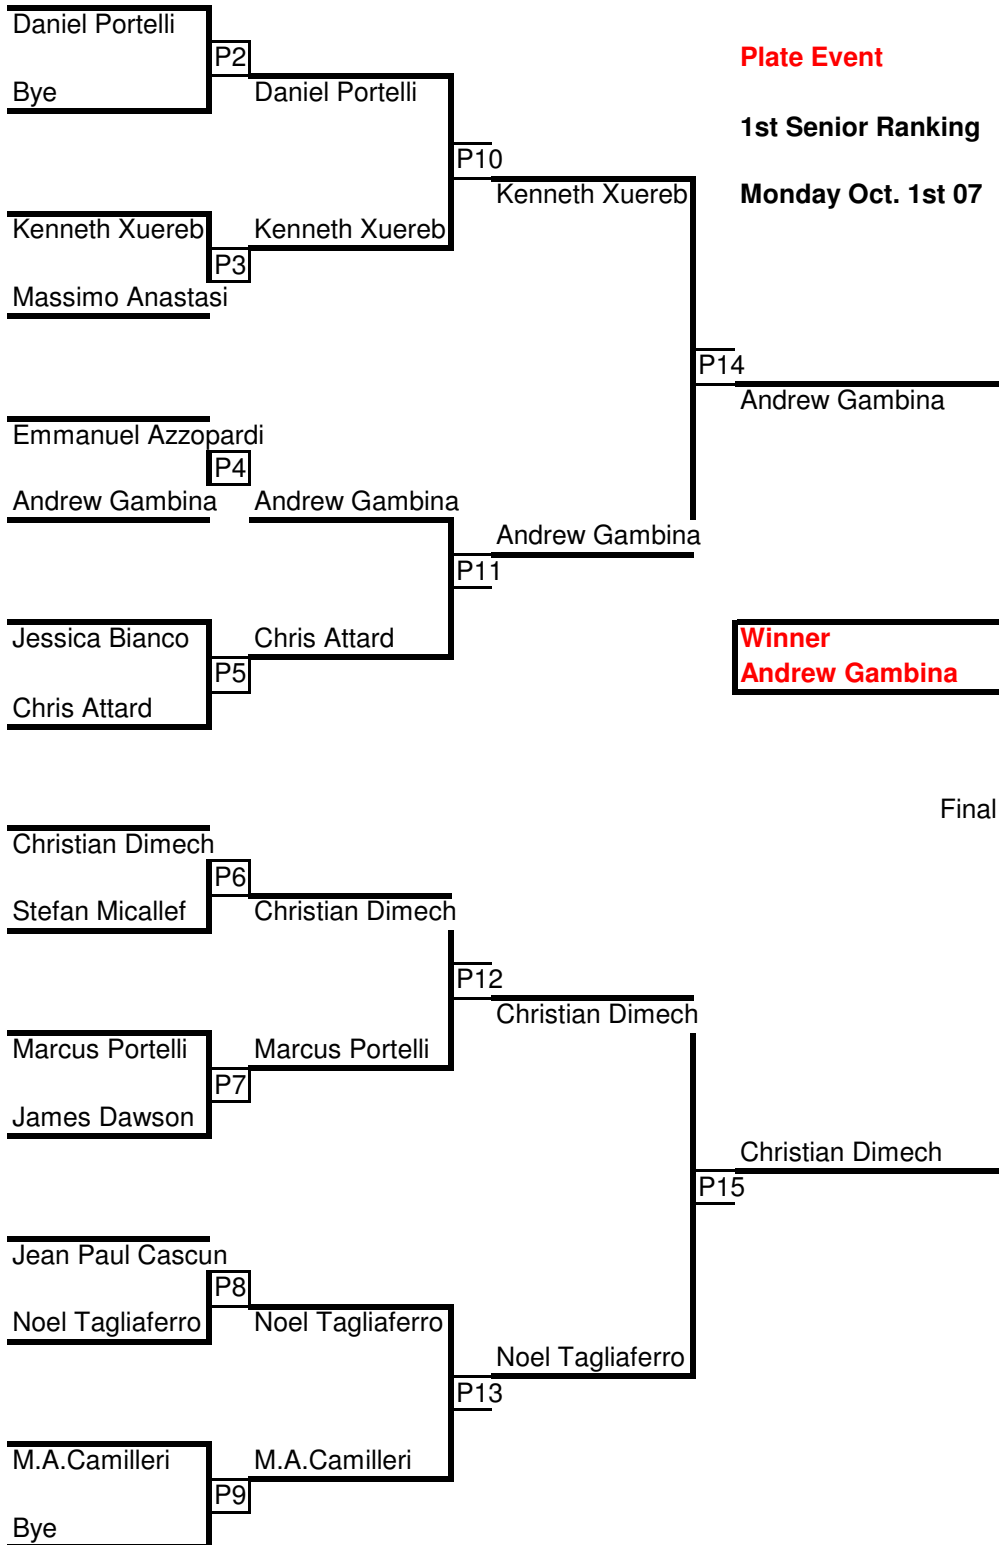 Daniel Portelli
P2
Plate Event
Bye
Daniel Portelli
1st Senior Ranking
P10
Kenneth Xuereb
Monday Oct. 1st 07
Kenneth Xuereb
Kenneth Xuereb
P3
Massimo Anastasi
P14
Andrew Gambina
Emmanuel Azzopardi
P4
Andrew Gambina
Andrew Gambina
Andrew Gambina
P11
Jessica Bianco
Chris Attard
Winner
P5
Andrew Gambina
Chris Attard
Final
Christian Dimech
P6
Stefan Micallef
Christian Dimech
P12
Christian Dimech
Marcus Portelli
Marcus Portelli
P7
James Dawson
Christian Dimech
P15
Jean Paul Cascun
P8
Noel Tagliaferro
Noel Tagliaferro
Noel Tagliaferro
P13
M.A.Camilleri
M.A.Camilleri
P9
Bye